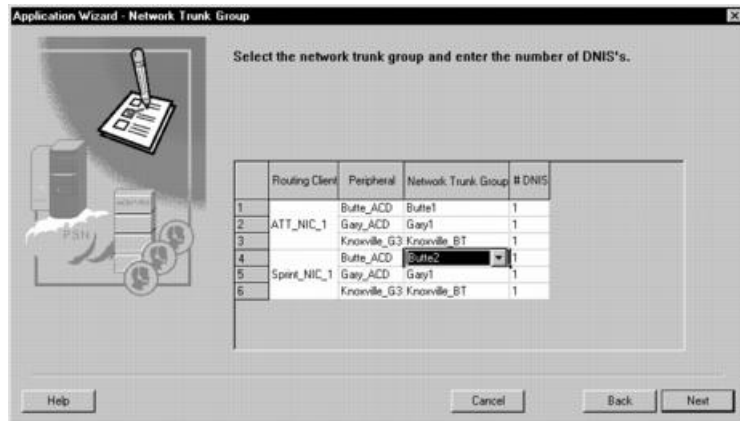 Application Wizard - Network Trunk Group
Select the network trunk group and enter the number of DNIS's.
Routing Client Peripheral Network Trunk Group # DNIS
1 Butte_ACD Butte1 1
2 ATT_NIC_1 Gary_ACD Gary1 1
3 Knoxville_G3 Knoxville_BT 1
4 Butte_ACD Butte2 1
5 Sprint_NIC_1 Gary_ACD Gary1 1
6 Knoxville_G3 Knoxville_BT 1
PSN
Help Cancel Back Next